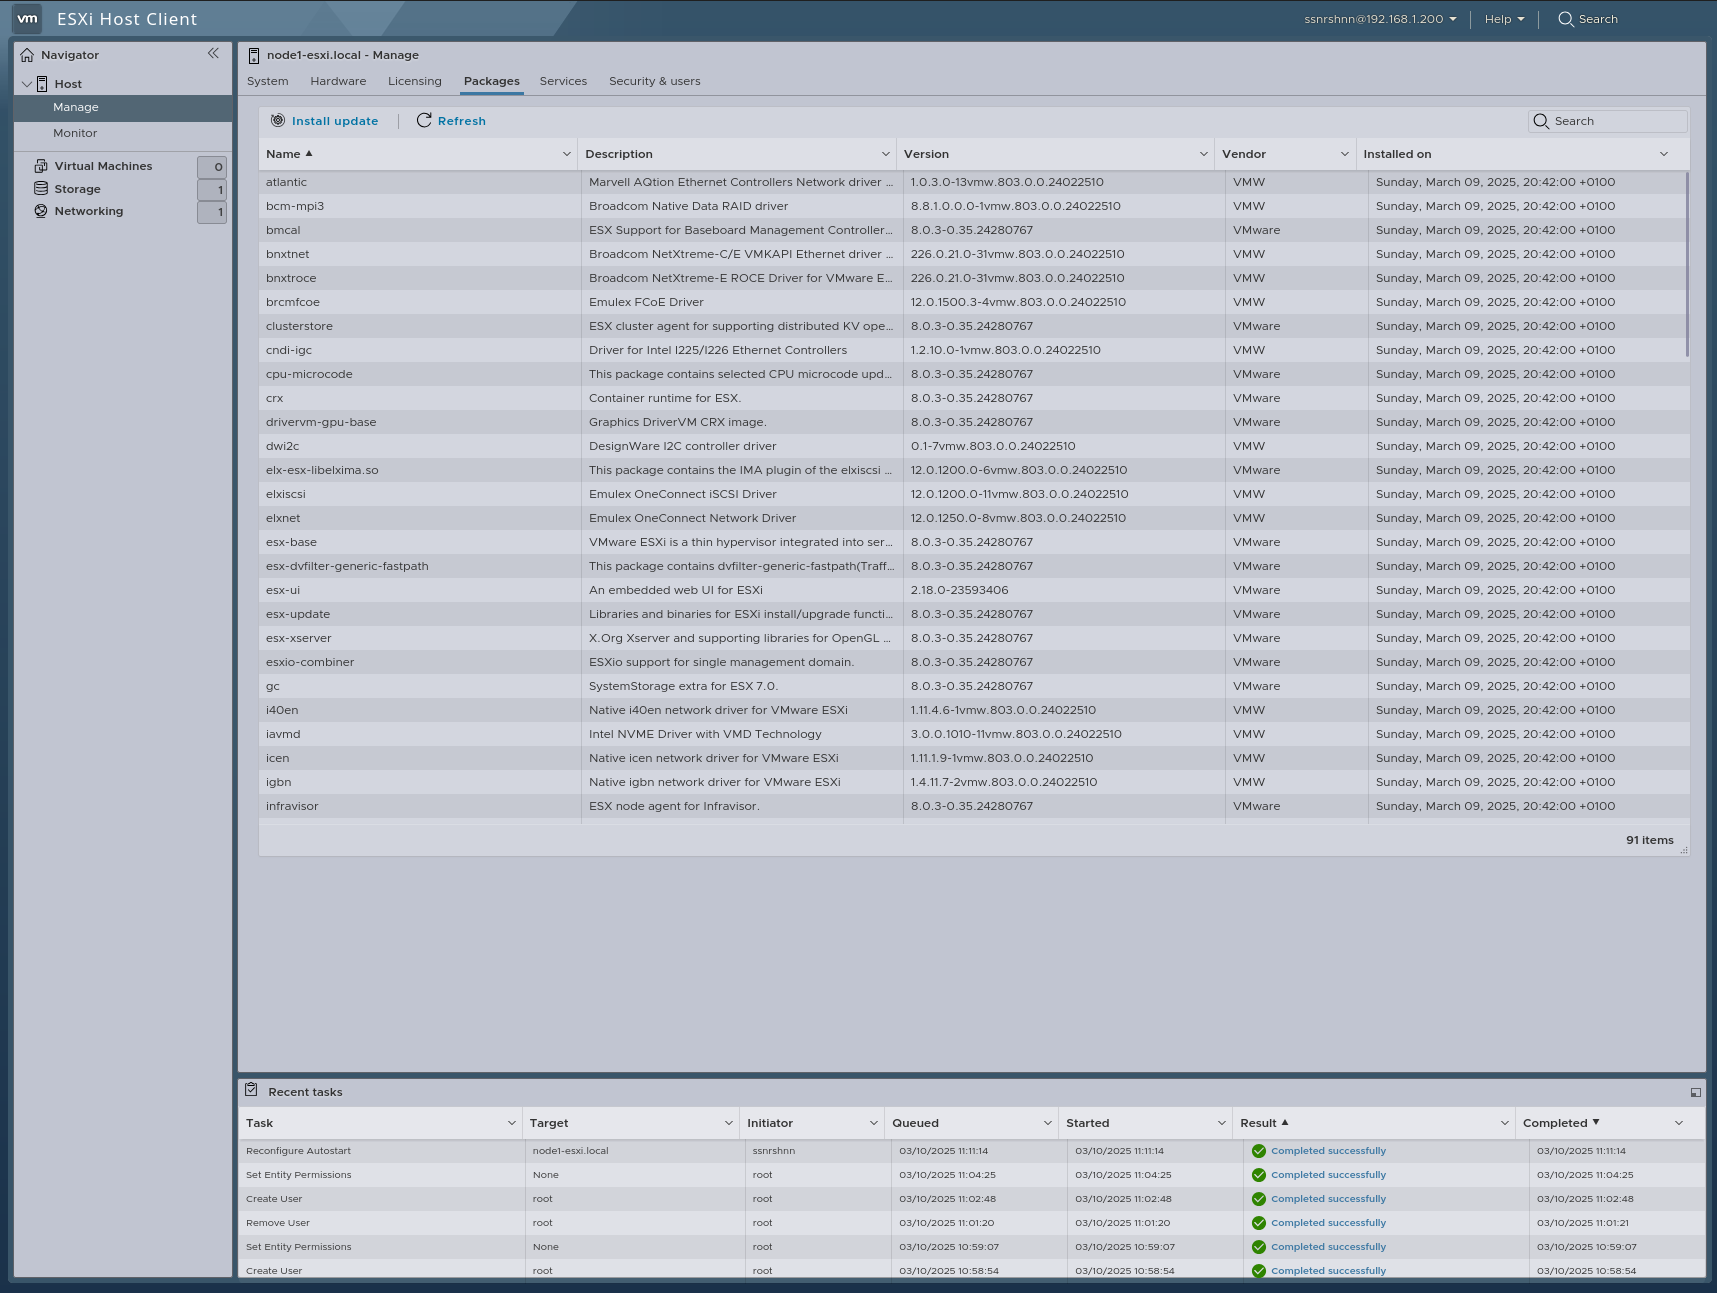 vm ESXi Host Client ssnrshnn@192.168.1.200 Help Search
Navigator
Host
Manage
Monitor
Virtual Machines 0
Storage 1
Networking 1
node1-esxi.local - Manage
System Hardware Licensing Packages Services Security & users
Install update Refresh Search
Name Description Version Vendor Installed on
atlantic Marvell AQtion Ethernet Controllers Network driver ... 1.0.3.0-13vmw.803.0.0.24022510 VMW Sunday, March 09, 2025, 20:42:00 +0100
bcm-mpi3 Broadcom Native Data RAID driver 8.8.1.0.0.0-1vmw.803.0.0.24022510 VMW Sunday, March 09, 2025, 20:42:00 +0100
bmcal ESX Support for Baseboard Management Controller... 8.0.3-0.35.24280767 VMware Sunday, March 09, 2025, 20:42:00 +0100
bnxtnet Broadcom NetXtreme-C/E VMKAPI Ethernet driver ... 226.0.21.0-31vmw.803.0.0.24022510 VMW Sunday, March 09, 2025, 20:42:00 +0100
bnxtroce Broadcom NetXtreme-E ROCE Driver for VMware E... 226.0.21.0-31vmw.803.0.0.24022510 VMW Sunday, March 09, 2025, 20:42:00 +0100
brcmfcoe Emulex FCoE Driver 12.0.1500.3-4vmw.803.0.0.24022510 VMW Sunday, March 09, 2025, 20:42:00 +0100
clusterstore ESX cluster agent for supporting distributed KV ope... 8.0.3-0.35.24280767 VMware Sunday, March 09, 2025, 20:42:00 +0100
cndi-igc Driver for Intel I225/I226 Ethernet Controllers 1.2.10.0-1vmw.803.0.0.24022510 VMW Sunday, March 09, 2025, 20:42:00 +0100
cpu-microcode This package contains selected CPU microcode upd... 8.0.3-0.35.24280767 VMware Sunday, March 09, 2025, 20:42:00 +0100
crx Container runtime for ESX. 8.0.3-0.35.24280767 VMware Sunday, March 09, 2025, 20:42:00 +0100
drivervm-gpu-base Graphics DriverVM CRX image. 8.0.3-0.35.24280767 VMware Sunday, March 09, 2025, 20:42:00 +0100
dwi2c DesignWare I2C controller driver 0.1-7vmw.803.0.0.24022510 VMW Sunday, March 09, 2025, 20:42:00 +0100
elx-esx-libelxima.so This package contains the IMA plugin of the elxiscsi ... 12.0.1200.0-6vmw.803.0.0.24022510 VMware Sunday, March 09, 2025, 20:42:00 +0100
elxiscsi Emulex OneConnect iSCSI Driver 12.0.1200.0-11vmw.803.0.0.24022510 VMW Sunday, March 09, 2025, 20:42:00 +0100
elxnet Emulex OneConnect Network Driver 12.0.1250.0-8vmw.803.0.0.24022510 VMW Sunday, March 09, 2025, 20:42:00 +0100
esx-base VMware ESXi is a thin hypervisor integrated into ser... 8.0.3-0.35.24280767 VMware Sunday, March 09, 2025, 20:42:00 +0100
esx-dvfilter-generic-fastpath This package contains dvfilter-generic-fastpath(Traff... 8.0.3-0.35.24280767 VMware Sunday, March 09, 2025, 20:42:00 +0100
esx-ui An embedded web UI for ESXi 2.18.0-23593406 VMware Sunday, March 09, 2025, 20:42:00 +0100
esx-update Libraries and binaries for ESXi install/upgrade functi... 8.0.3-0.35.24280767 VMware Sunday, March 09, 2025, 20:42:00 +0100
esx-xserver X.Org Xserver and supporting libraries for OpenGL ... 8.0.3-0.35.24280767 VMware Sunday, March 09, 2025, 20:42:00 +0100
esxio-combiner ESXio support for single management domain. 8.0.3-0.35.24280767 VMware Sunday, March 09, 2025, 20:42:00 +0100
gc SystemStorage extra for ESX 7.0. 8.0.3-0.35.24280767 VMware Sunday, March 09, 2025, 20:42:00 +0100
i40en Native i40en network driver for VMware ESXi 1.11.4.6-1vmw.803.0.0.24022510 VMW Sunday, March 09, 2025, 20:42:00 +0100
iavmd Intel NVME Driver with VMD Technology 3.0.0.1010-11vmw.803.0.0.24022510 VMW Sunday, March 09, 2025, 20:42:00 +0100
icen Native icen network driver for VMware ESXi 1.11.1.9-1vmw.803.0.0.24022510 VMW Sunday, March 09, 2025, 20:42:00 +0100
igbn Native igbn network driver for VMware ESXi 1.4.11.7-2vmw.803.0.0.24022510 VMW Sunday, March 09, 2025, 20:42:00 +0100
infravisor ESX node agent for Infravisor. 8.0.3-0.35.24280767 VMware Sunday, March 09, 2025, 20:42:00 +0100
91 items
Recent tasks
Task Target Initiator Queued Started Result Completed
Reconfigure Autostart node1-esxi.local ssnrshnn 03/10/2025 11:11:14 03/10/2025 11:11:14 Completed successfully 03/10/2025 11:11:14
Set Entity Permissions None root 03/10/2025 11:04:25 03/10/2025 11:04:25 Completed successfully 03/10/2025 11:04:25
Create User root root 03/10/2025 11:02:48 03/10/2025 11:02:48 Completed successfully 03/10/2025 11:02:48
Remove User root root 03/10/2025 11:01:20 03/10/2025 11:01:20 Completed successfully 03/10/2025 11:01:21
Set Entity Permissions None root 03/10/2025 10:59:07 03/10/2025 10:59:07 Completed successfully 03/10/2025 10:59:07
Create User root root 03/10/2025 10:58:54 03/10/2025 10:58:54 Completed successfully 03/10/2025 10:58:54